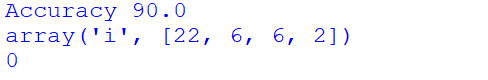 Accuracy 90.0
array('i', [22, 6, 6, 2])
0